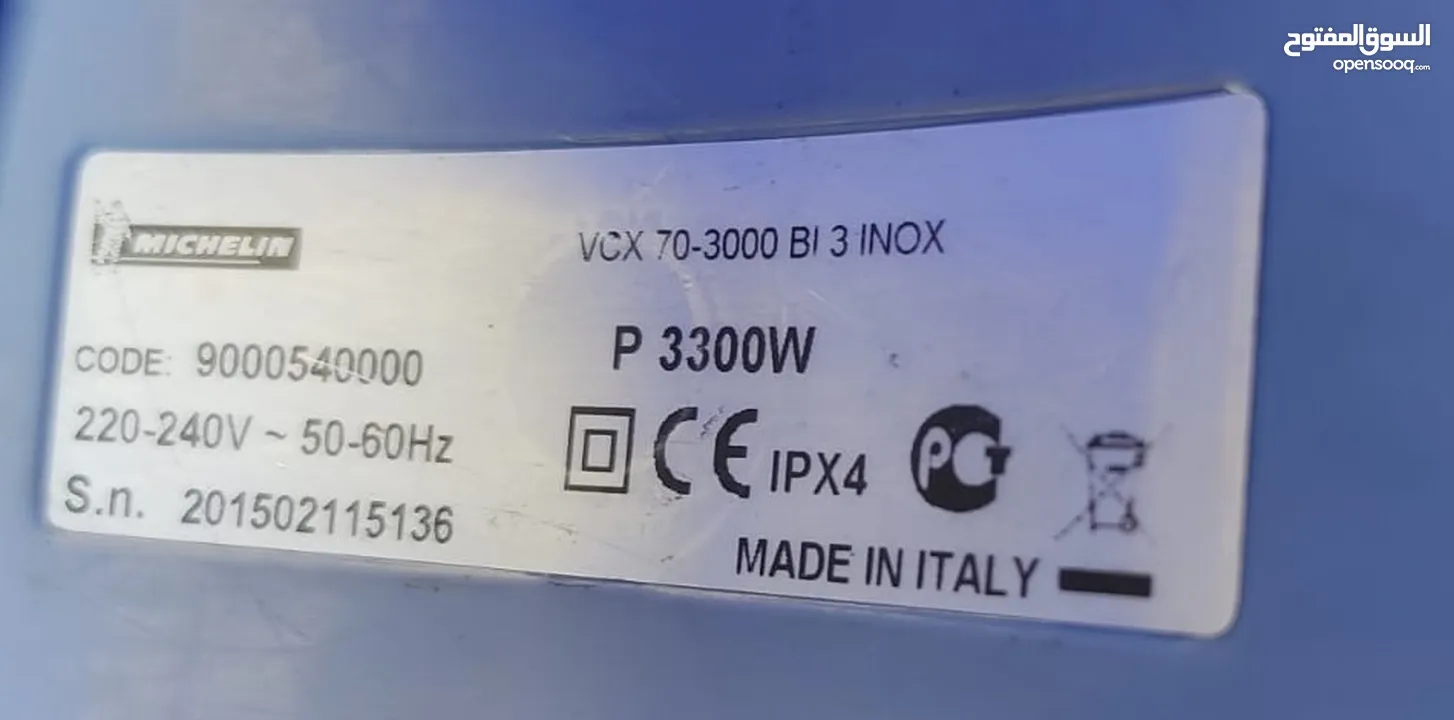 السوق المفتوح
opensooq.com
MICHELIN
VCX 70-3000 BI 3 INOX
P 3300W
CODE: 9000540000
220-240V ~ 50-60Hz
S.n. 201502115136
CE IPX4 PCT
MADE IN ITALY